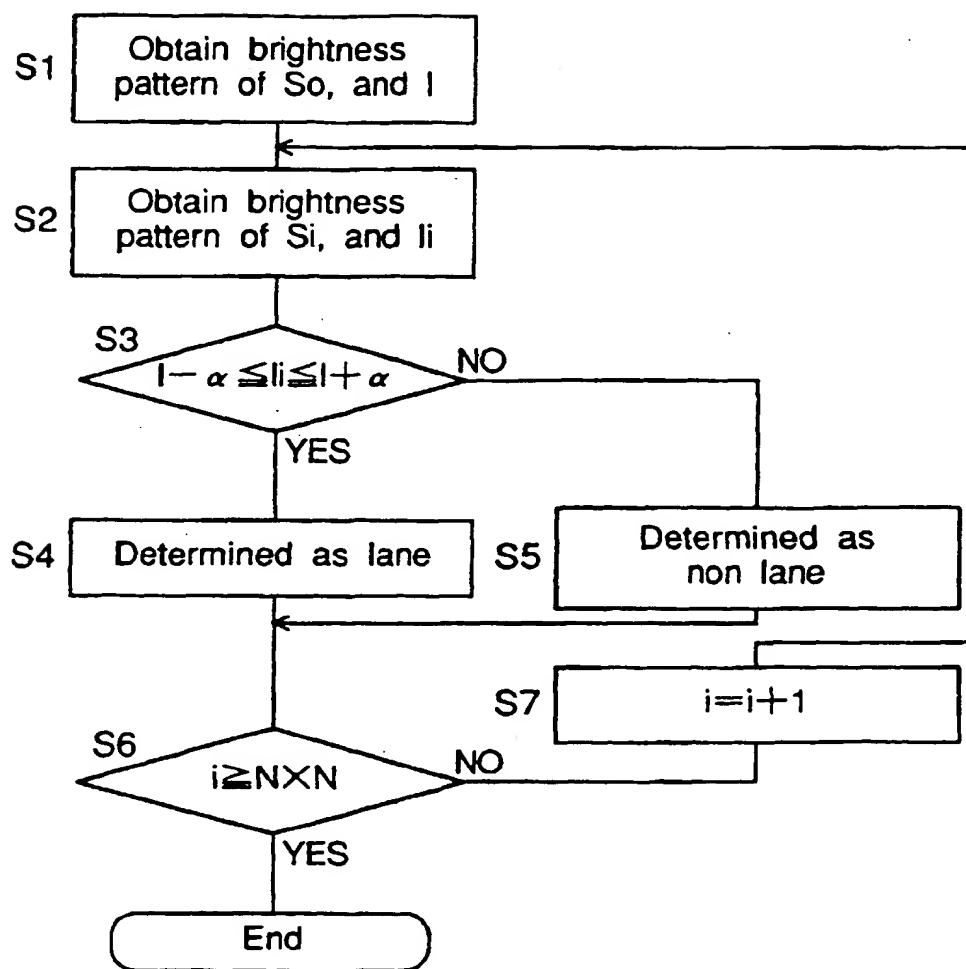 S1
Obtain brightness
pattern of So, and I
S2
Obtain brightness
pattern of Si, and Ii
S3
I－α≦Ii≦I＋α
NO
YES
S4
Determined as lane
S5
Determined as
non lane
S7
i=i+1
S6
i≧N×N
NO
YES
End